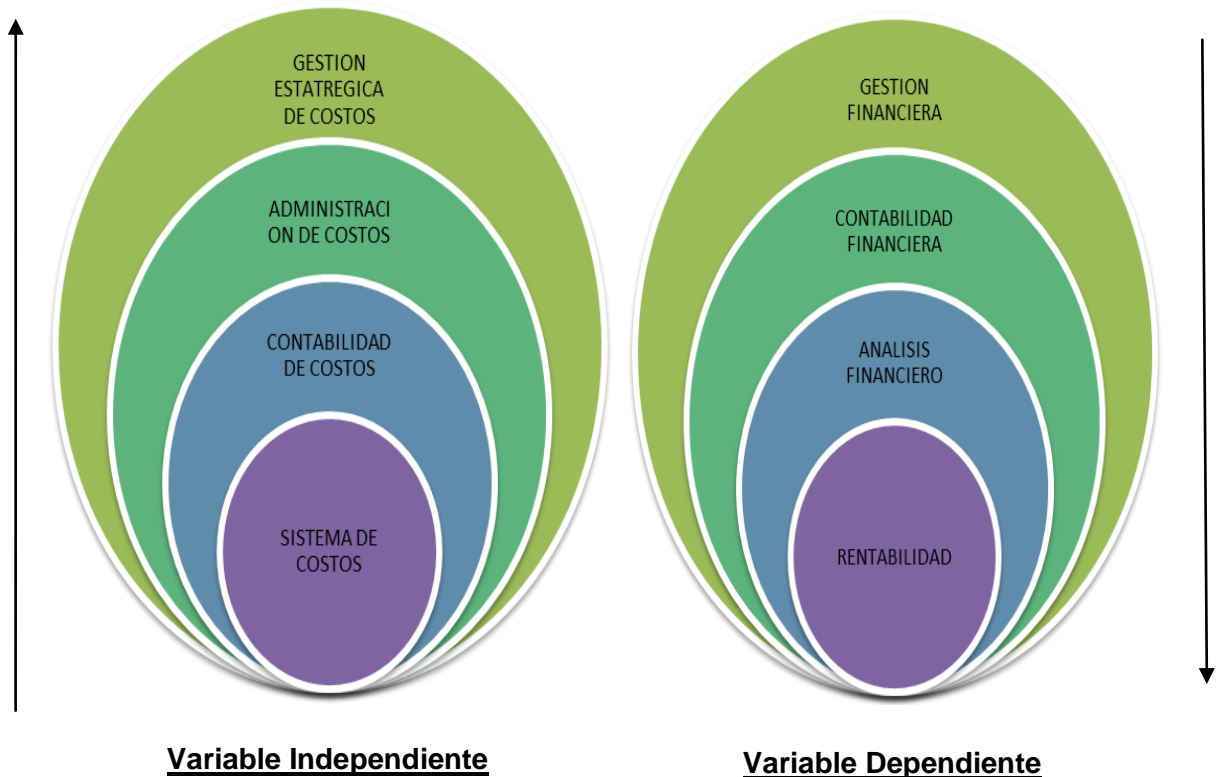 GESTION
ESTATREGICA
DE COSTOS
ADMINISTRACI
ON DE COSTOS
CONTABILIDAD
DE COSTOS
SISTEMA DE
COSTOS
Variable Independiente
GESTION
FINANCIERA
CONTABILIDAD
FINANCIERA
ANALISIS
FINANCIERO
RENTABILIDAD
Variable Dependiente